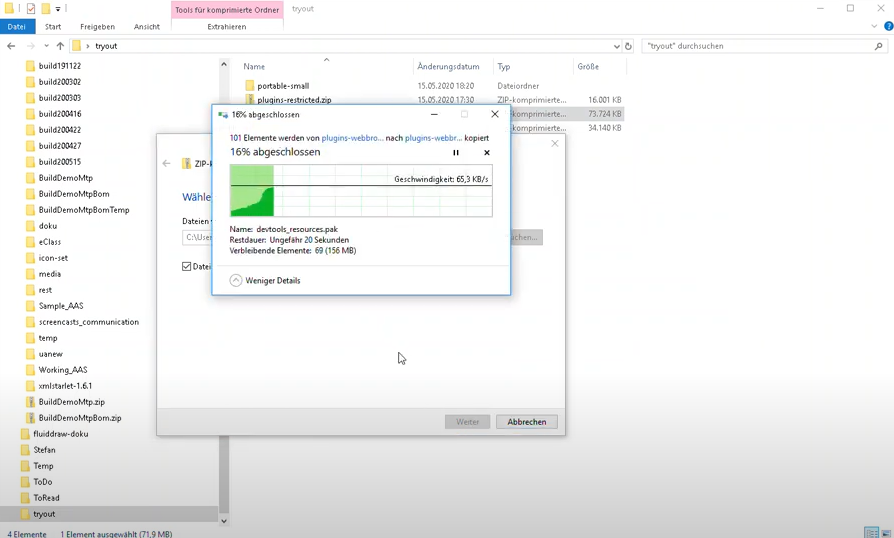 Tools für komprimierte Ordner
tryout
Datei
Start
Freigeben
Ansicht
Extrahieren
tryout
"tryout" durchsuchen
build191122
build200302
build200303
build200416
build200422
build200427
build200515
BuildDemoMtp
BuildDemoMtpBom
BuildDemoMtpBomTemp
doku
eClass
icon-set
media
rest
Sample_AAS
screencasts_communication
temp
uanew
Working_AAS
xmlstarlet-1.6.1
BuildDemoMtp.zip
BuildDemoMtpBom.zip
fluiddraw-doku
Stefan
Temp
ToDo
ToRead
tryout
Name
Änderungsdatum
Typ
Größe
portable-small
15.05.2020 18:20
Dateiordner
plugins-restricted.zip
15.05.2020 17:30
ZIP-komprimierte...
16.001 KB
ZIP-komprimierte...
73.724 KB
ZIP-komprimierte...
34.140 KB
16% abgeschlossen
101 Elemente werden von plugins-webbro... nach plugins-webbr... kopiert
16% abgeschlossen
Geschwindigkeit: 65,3 KB/s
Name: devtools_resources.pak
Restdauer: Ungefähr 20 Sekunden
Verbleibende Elemente: 69 (156 MB)
Weniger Details
Wähle
Dateien
C:\User
Datei
Weiter
Abbrechen
4 Elemente
1 Element ausgewählt (71,9 MB)